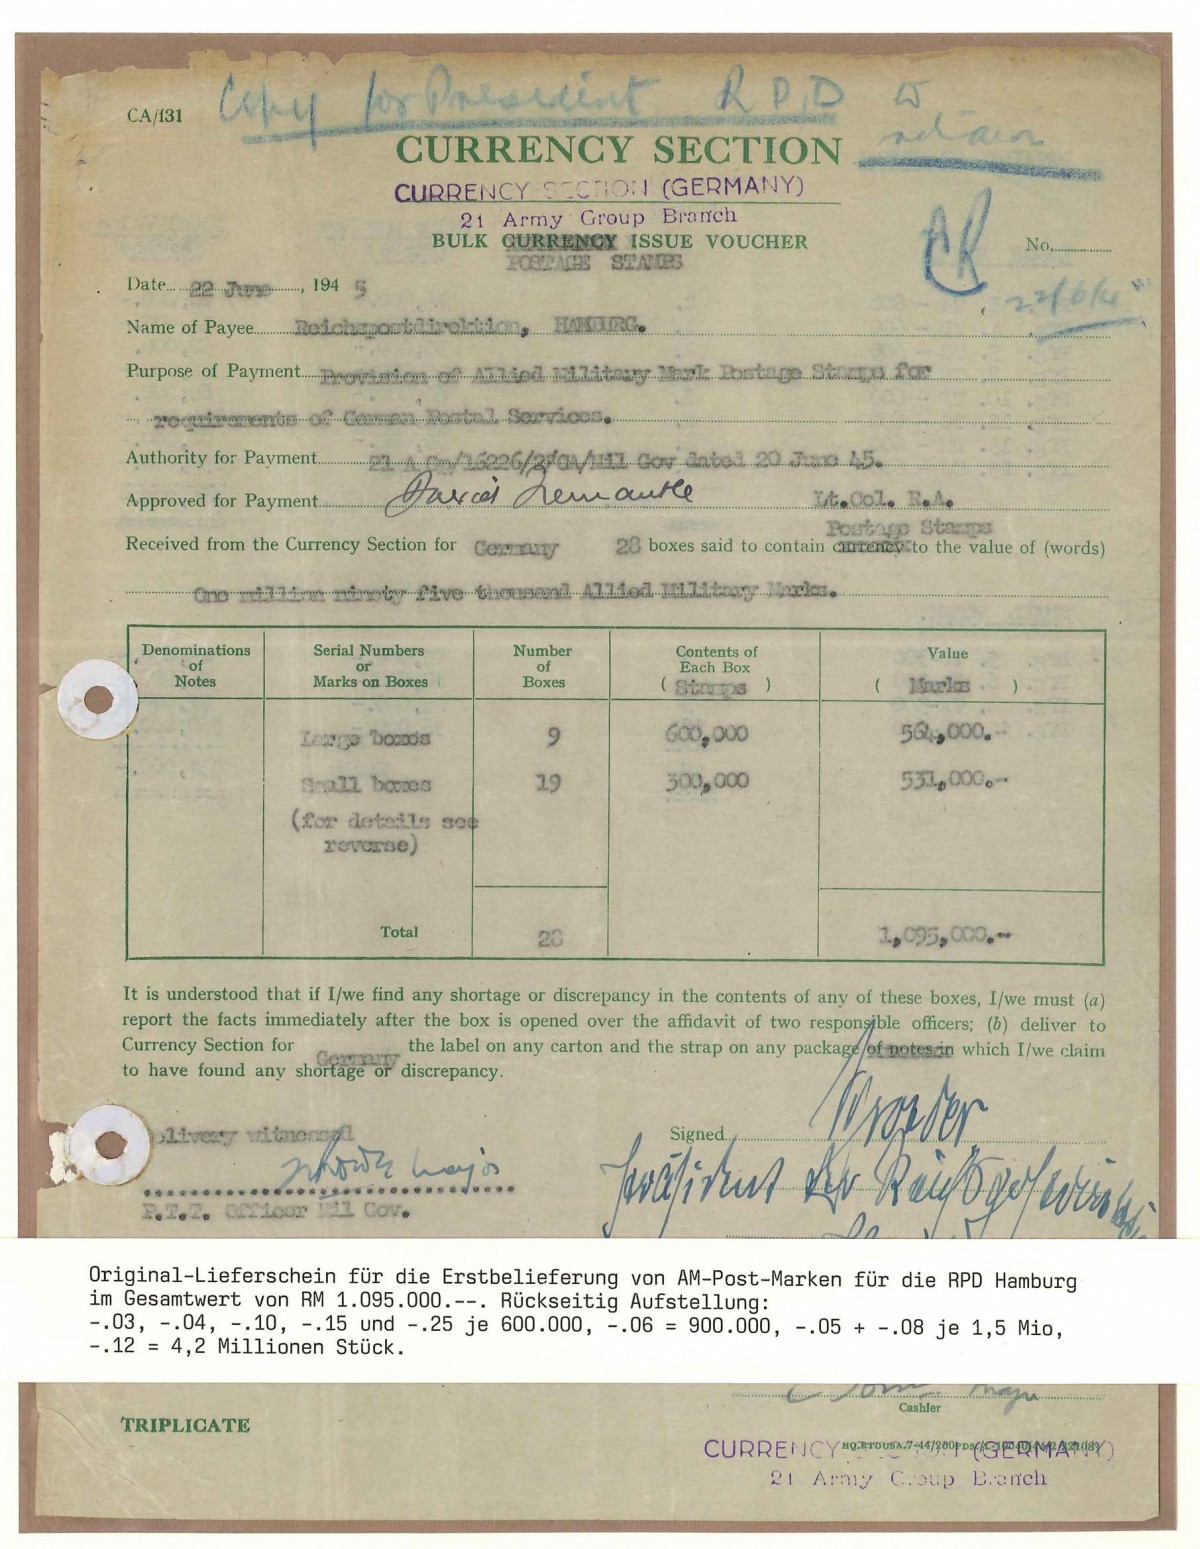 Copy for President RPD
CA/131
CURRENCY SECTION
CURRENCY SECTION (GERMANY)
21 Army Group Branch
BULK CURRENCY ISSUE VOUCHER
POSTAGE STAMPS
No.
Date 22 June, 194 5
Name of Payee Reichspostdirektion, HAMBURG.
Purpose of Payment Provision of Allied Military Mark Postage Stamps for
requirements of German Postal Services.
Authority for Payment 21 A Gp/16226/2/CA/Mil Gov dated 20 June 45.
Approved for Payment Lt.Col. R.A.
Postage Stamps
Received from the Currency Section for Germany 28 boxes said to contain currency to the value of (words)
One million ninety five thousand Allied Military Marks.
Denominations of Notes
Serial Numbers or Marks on Boxes
Number of Boxes
Contents of Each Box ( Stamps )
Value ( Marks )
Large boxes 9 600,000 564,000.-
Small boxes 19 300,000 531,000.-
(for details see
reverse)
Total 28 1,095,000.-
It is understood that if I/we find any shortage or discrepancy in the contents of any of these boxes, I/we must (a)
report the facts immediately after the box is opened over the affidavit of two responsible officers; (b) deliver to
Currency Section for Germany the label on any carton and the strap on any package of notes in which I/we claim
to have found any shortage or discrepancy.
Delivery witnessed
Signed
Major
Präsident der
P.T.T. Officer Mil Gov.
Original-Lieferschein für die Erstbelieferung von AM-Post-Marken für die RPD Hamburg
im Gesamtwert von RM 1.095.000.--. Rückseitig Aufstellung:
-.03, -.04, -.10, -.15 und -.25 je 600.000, -.06 = 900.000, -.05 + -.08 je 1,5 Mio,
-.12 = 4,2 Millionen Stück.
Cashier
TRIPLICATE
CURRENCY SECTION (GERMANY)
21 Army Group Branch